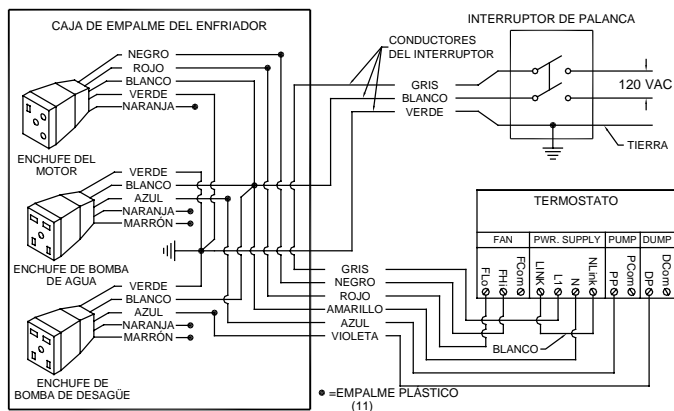 CAJA DE EMPALME DEL ENFRIADOR
NEGRO
ROJO
BLANCO
VERDE
NARANJA
ENCHUFE DEL
MOTOR
VERDE
BLANCO
AZUL
NARANJA
MARRÓN
ENCHUFE DE BOMBA
DE AGUA
VERDE
BLANCO
AZUL
NARANJA
MARRÓN
ENCHUFE DE
BOMBA DE DESAGÜE
CONDUCTORES
DEL INTERRUPTOR
GRIS
BLANCO
VERDE
INTERRUPTOR DE PALANCA
120 VAC
TIERRA
GRIS
NEGRO
ROJO
AMARILLO
AZUL
VIOLETA
BLANCO
=EMPALME PLÁSTICO
(11)
TERMOSTATO
FAN PWR. SUPPLY PUMP DUMP
FLo FHi FCom LINK L1 N NLink PP PCom DP DCom